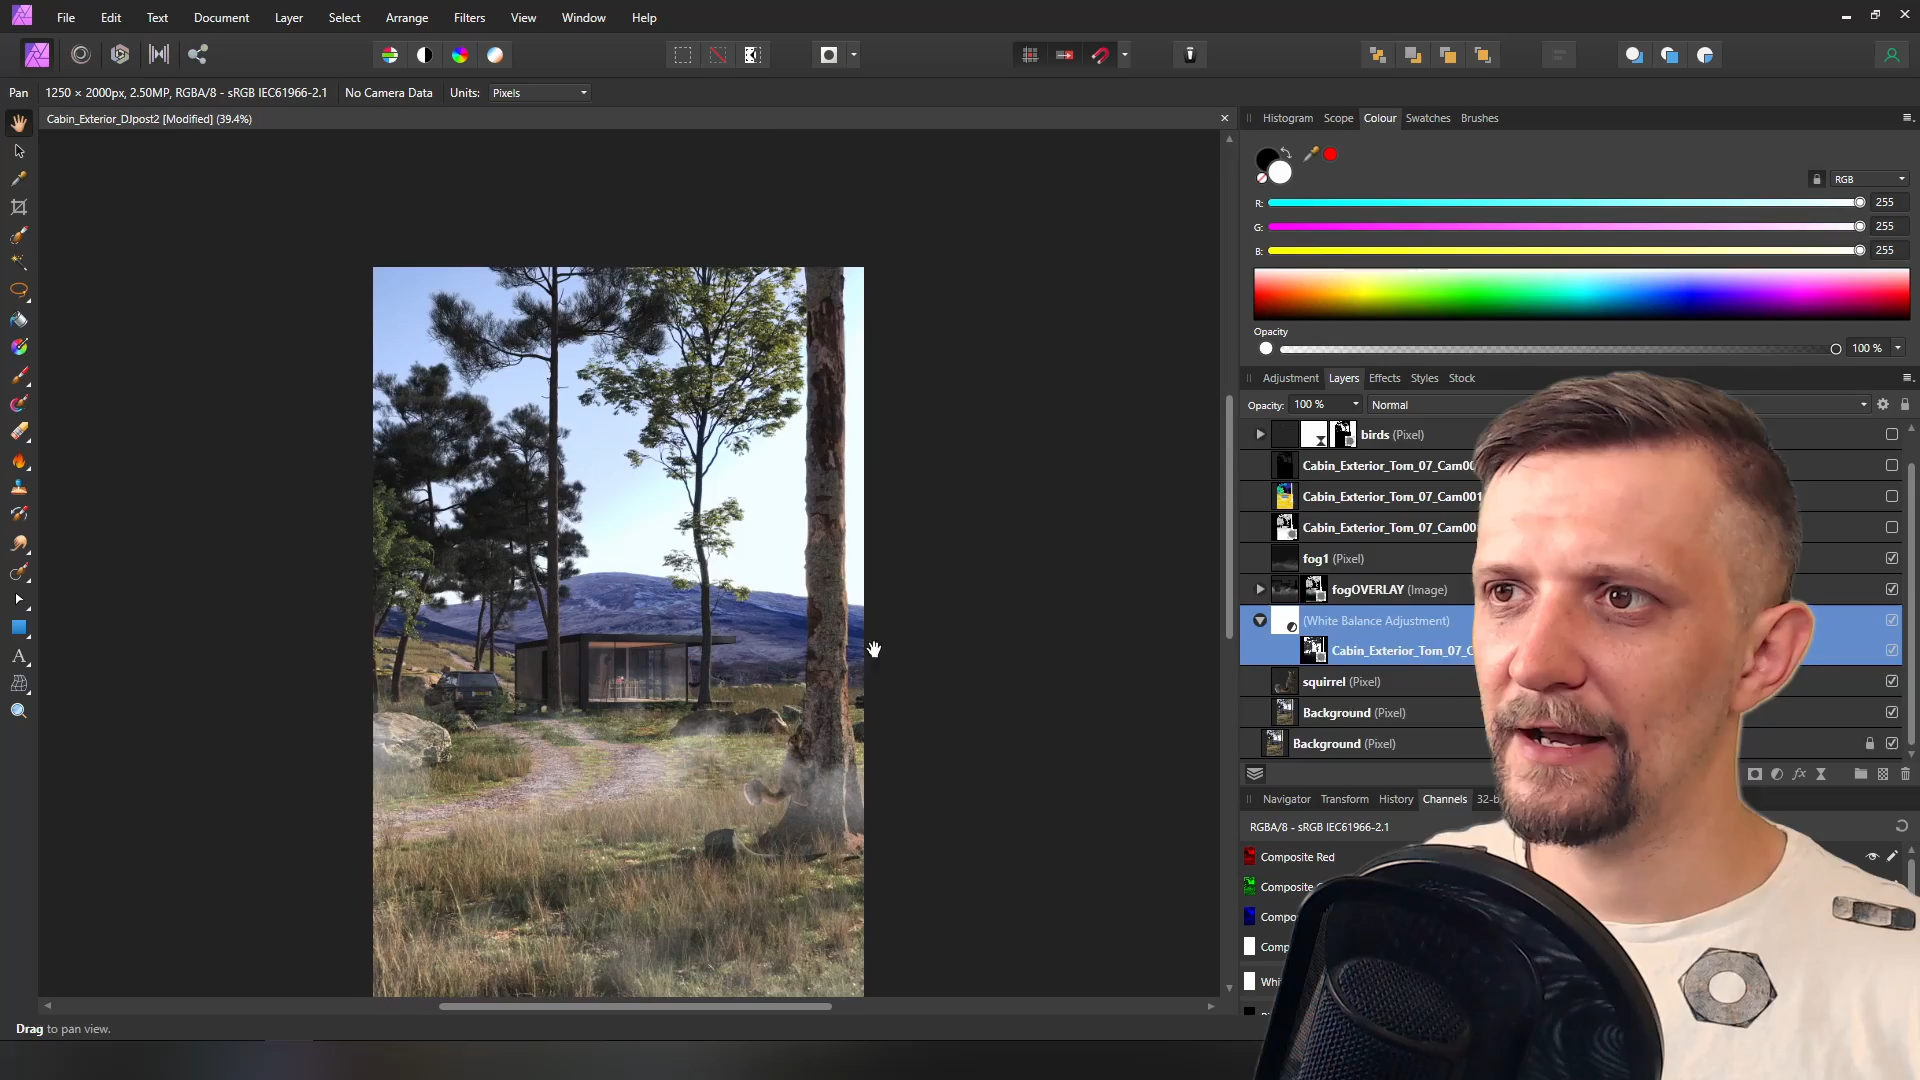 File Edit Text Document Layer Select Arrange Filters View Window Help
Pan 1250 × 2000px, 2.50MP, RGBA/8 - sRGB IEC61966-2.1 No Camera Data Units: Pixels
Cabin_Exterior_DJpost2 [Modified] (39.4%)
Histogram Scope Colour Swatches Brushes
RGB
R: 255
G: 255
B: 255
Opacity
100 %
Adjustment Layers Effects Styles Stock
Opacity: 100 % Normal
birds (Pixel)
Cabin_Exterior_Tom_07_Cam00
Cabin_Exterior_Tom_07_Cam001
Cabin_Exterior_Tom_07_Cam00
fog1 (Pixel)
fogOVERLAY (Image)
(White Balance Adjustment)
Cabin_Exterior_Tom_07_C
squirrel (Pixel)
Background (Pixel)
Background (Pixel)
Navigator Transform History Channels 32-b
RGBA/8 - sRGB IEC61966-2.1
Composite Red
Composite
Compo
Comp
Whi
Drag to pan view.